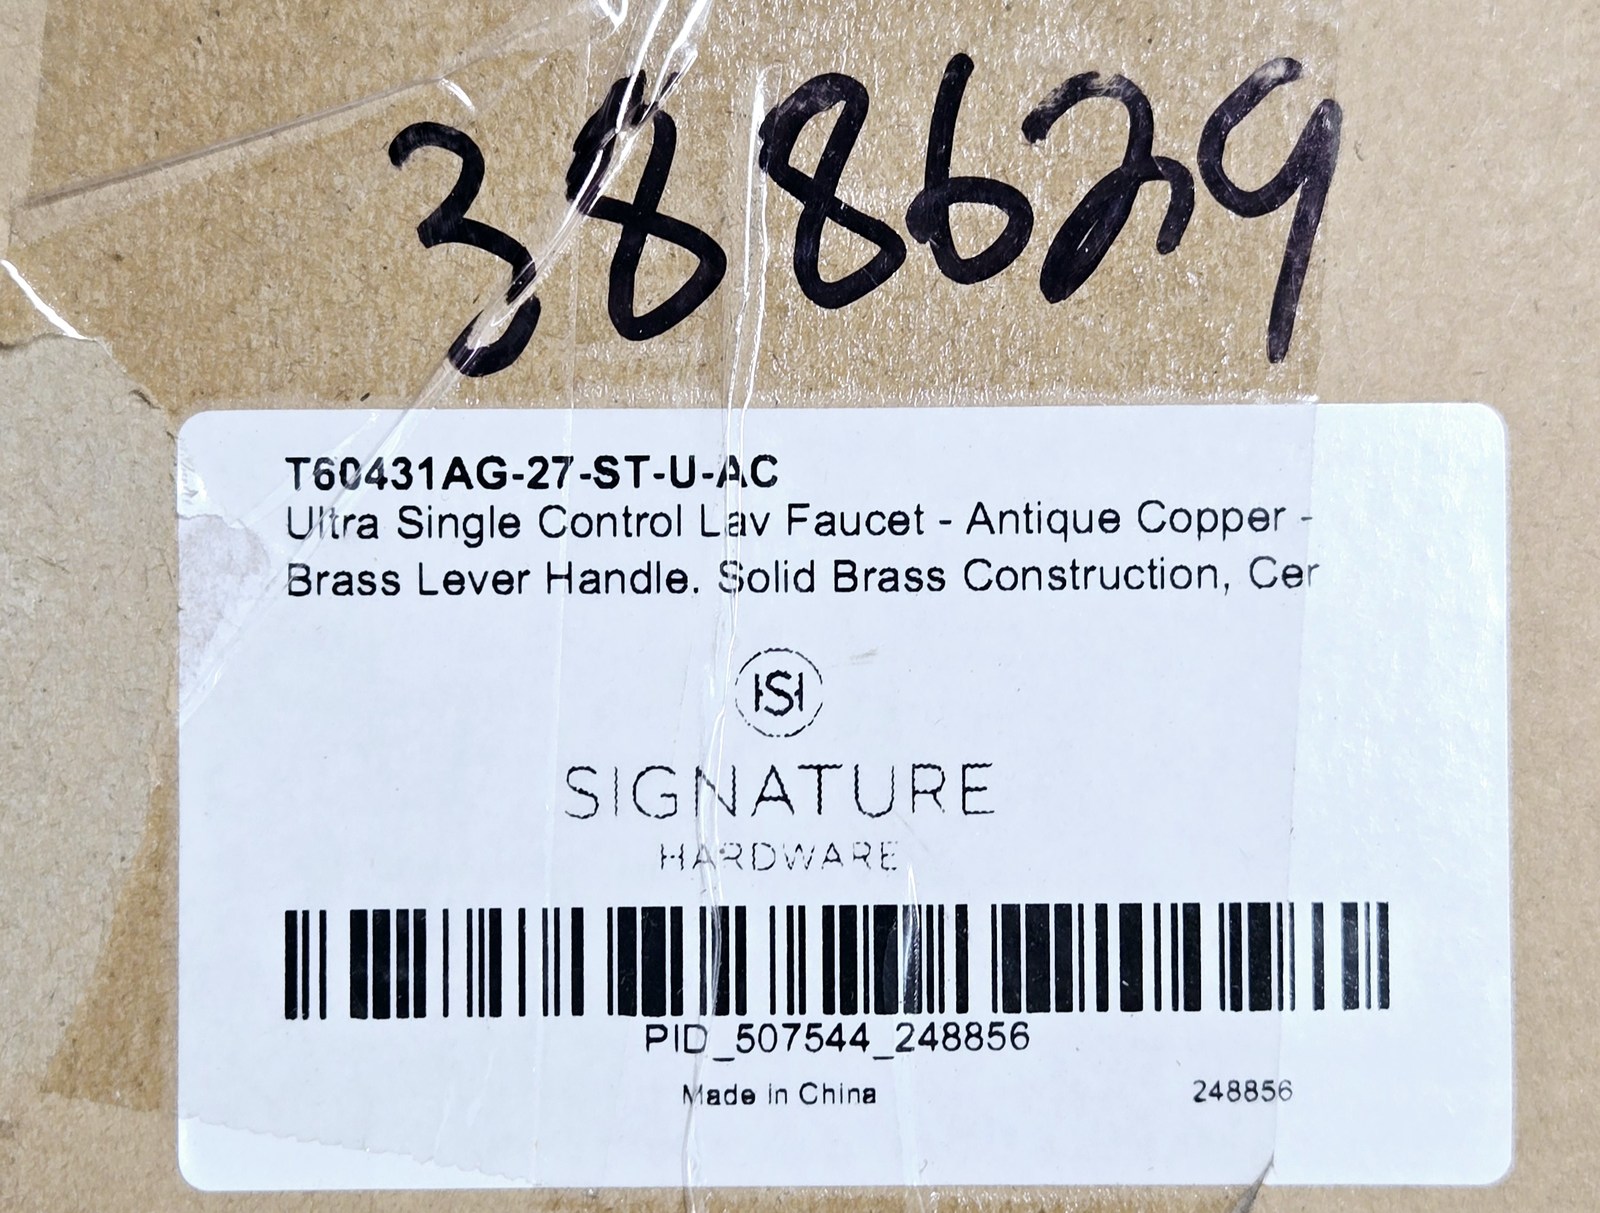 388629
T60431AG-27-ST-U-AC
Ultra Single Control Lav Faucet - Antique Copper -
Brass Lever Handle. Solid Brass Construction, Cer
HSH
SIGNATURE
HARDWARE
PID_507544_248856
Made in China
248856